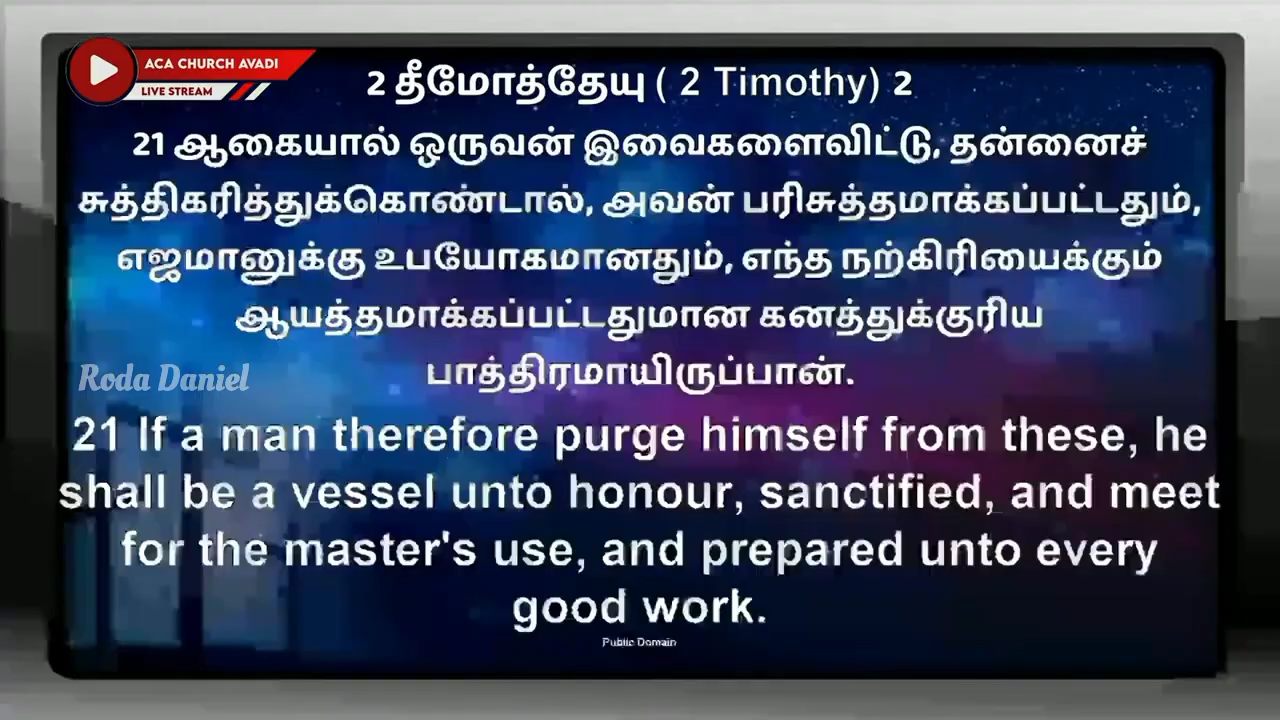 ACA CHURCH AVADI
LIVE STREAM
2 தீமோத்தேயு ( 2 Timothy) 2
21 ஆகையால் ஒருவன் இவைகளைவிட்டு, தன்னைச்
சுத்திகரித்துக்கொண்டால், அவன் பரிசுத்தமாக்கப்பட்டதும்,
எஜமானுக்கு உபயோகமானதும், எந்த நற்கிரியைக்கும்
ஆயத்தமாக்கப்பட்டதுமான கனத்துக்குரிய
பாத்திரமாயிருப்பான்.
Roda Daniel
21 If a man therefore purge himself from these, he
shall be a vessel unto honour, sanctified, and meet
for the master's use, and prepared unto every
good work.
Public Domain